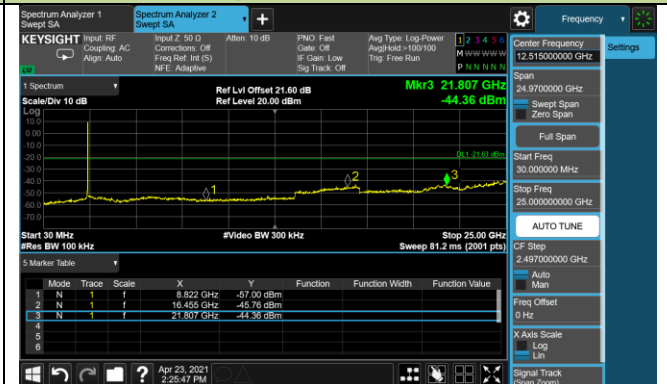 Spectrum Analyzer 1
Swept SA
Spectrum Analyzer 2
Swept SA
+
Frequency
KEYSIGHT
Input: RF
Coupling: AC
Align: Auto
Input Z: 50 Ω
Corrections: Off
Freq Ref: Int (S)
NFE: Adaptive
Atten: 10 dB
PNO: Fast
Gate: Off
IF Gain: Low
Sig Track: Off
Avg Type: Log-Power
Avg|Hold:>100/100
Trig: Free Run
1 2 3 4 5 6
M W W W W W
P N N N N N
Center Frequency
12.515000000 GHz
Settings
Span
24.9700000 GHz
Swept Span
Zero Span
Full Span
Start Freq
30.000000 MHz
Stop Freq
25.000000000 GHz
AUTO TUNE
CF Step
2.497000000 GHz
Auto
Man
Freq Offset
0 Hz
X Axis Scale
Log
Lin
Signal Track
(Span Zoom)
1 Spectrum
Scale/Div 10 dB
Ref Lvl Offset 21.60 dB
Ref Level 20.00 dBm
Mkr3 21.807 GHz
-44.36 dBm
Log
10.0
0.00
-10.0
-20.0
-30.0
-40.0
-50.0
-60.0
-70.0
DL1 -21.63 dBm
1
2
3
Start 30 MHz
#Res BW 100 kHz
#Video BW 300 kHz
Stop 25.00 GHz
Sweep 81.2 ms (2001 pts)
5 Marker Table
Mode Trace Scale X Y Function Function Width Function Value
1 N 1 f 8.822 GHz -57.00 dBm
2 N 1 f 16.455 GHz -45.76 dBm
3 N 1 f 21.807 GHz -44.36 dBm
4
5
6
?
Apr 23, 2021
2:25:47 PM